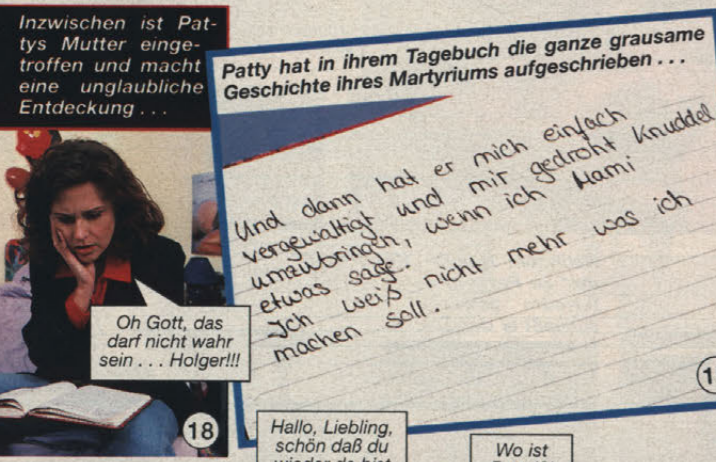 Inzwischen ist Pat-
tys Mutter einge-
troffen und macht
eine unglaubliche
Entdeckung . . .
Patty hat in ihrem Tagebuch die ganze grausame
Geschichte ihres Martyriums aufgeschrieben . . .
Und dann hat er mich einfach
vergewaltigt und mir gedroht Knuddel
umzubringen, wenn ich Mami
etwas sage.
Ich weiß nicht mehr was ich
machen soll.
Oh Gott, das
darf nicht wahr
sein . . . Holger!!!
18
Hallo, Liebling,
schön daß du
wieder da bist
Wo ist